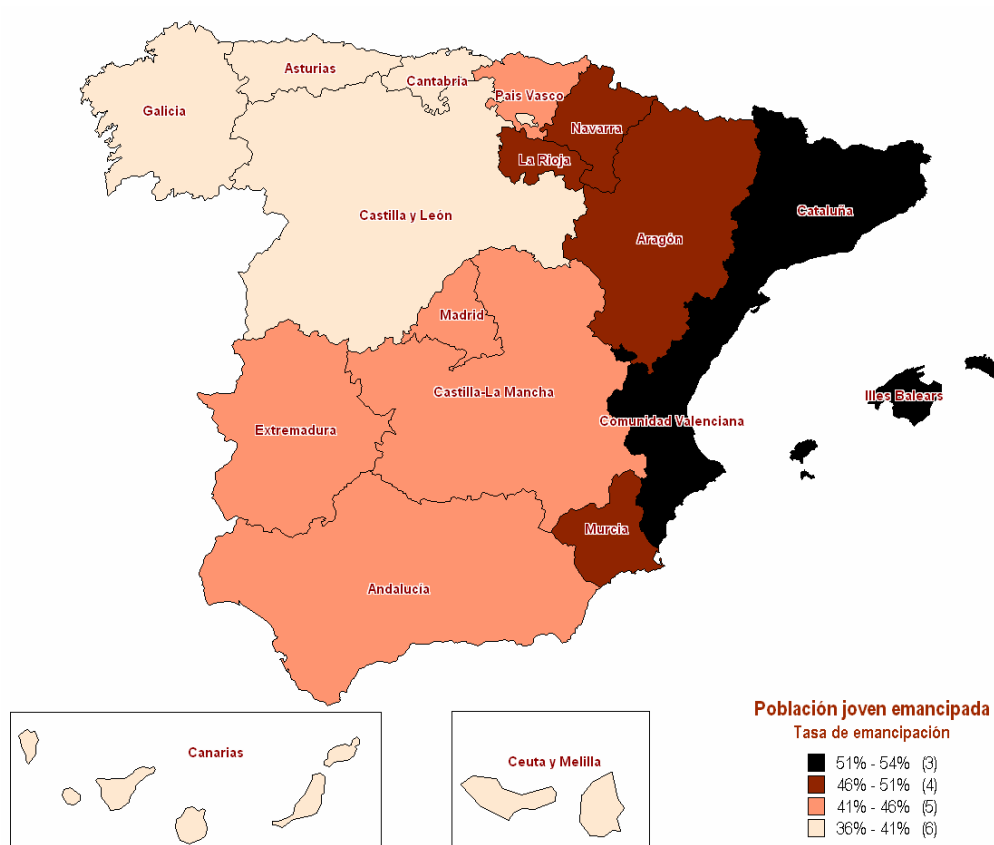 Asturias
Cantabria
Pais Vasco
Galicia
Navarra
La Rioja
Castilla y León
Cataluña
Aragón
Madrid
Castilla-La Mancha
Illes Balears
Comunidad Valenciana
Extremadura
Murcia
Andalucía
Canarias
Ceuta y Melilla
Población joven emancipada
Tasa de emancipación
51% - 54% (3)
46% - 51% (4)
41% - 46% (5)
36% - 41% (6)